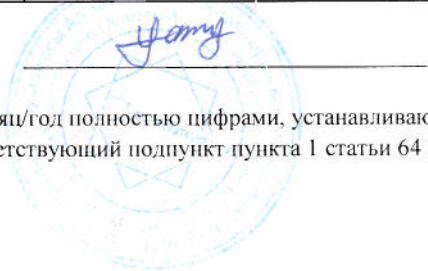 яц/год полностью цифрами, устанавливаю
етствующий подпункт пункта 1 статьи 64